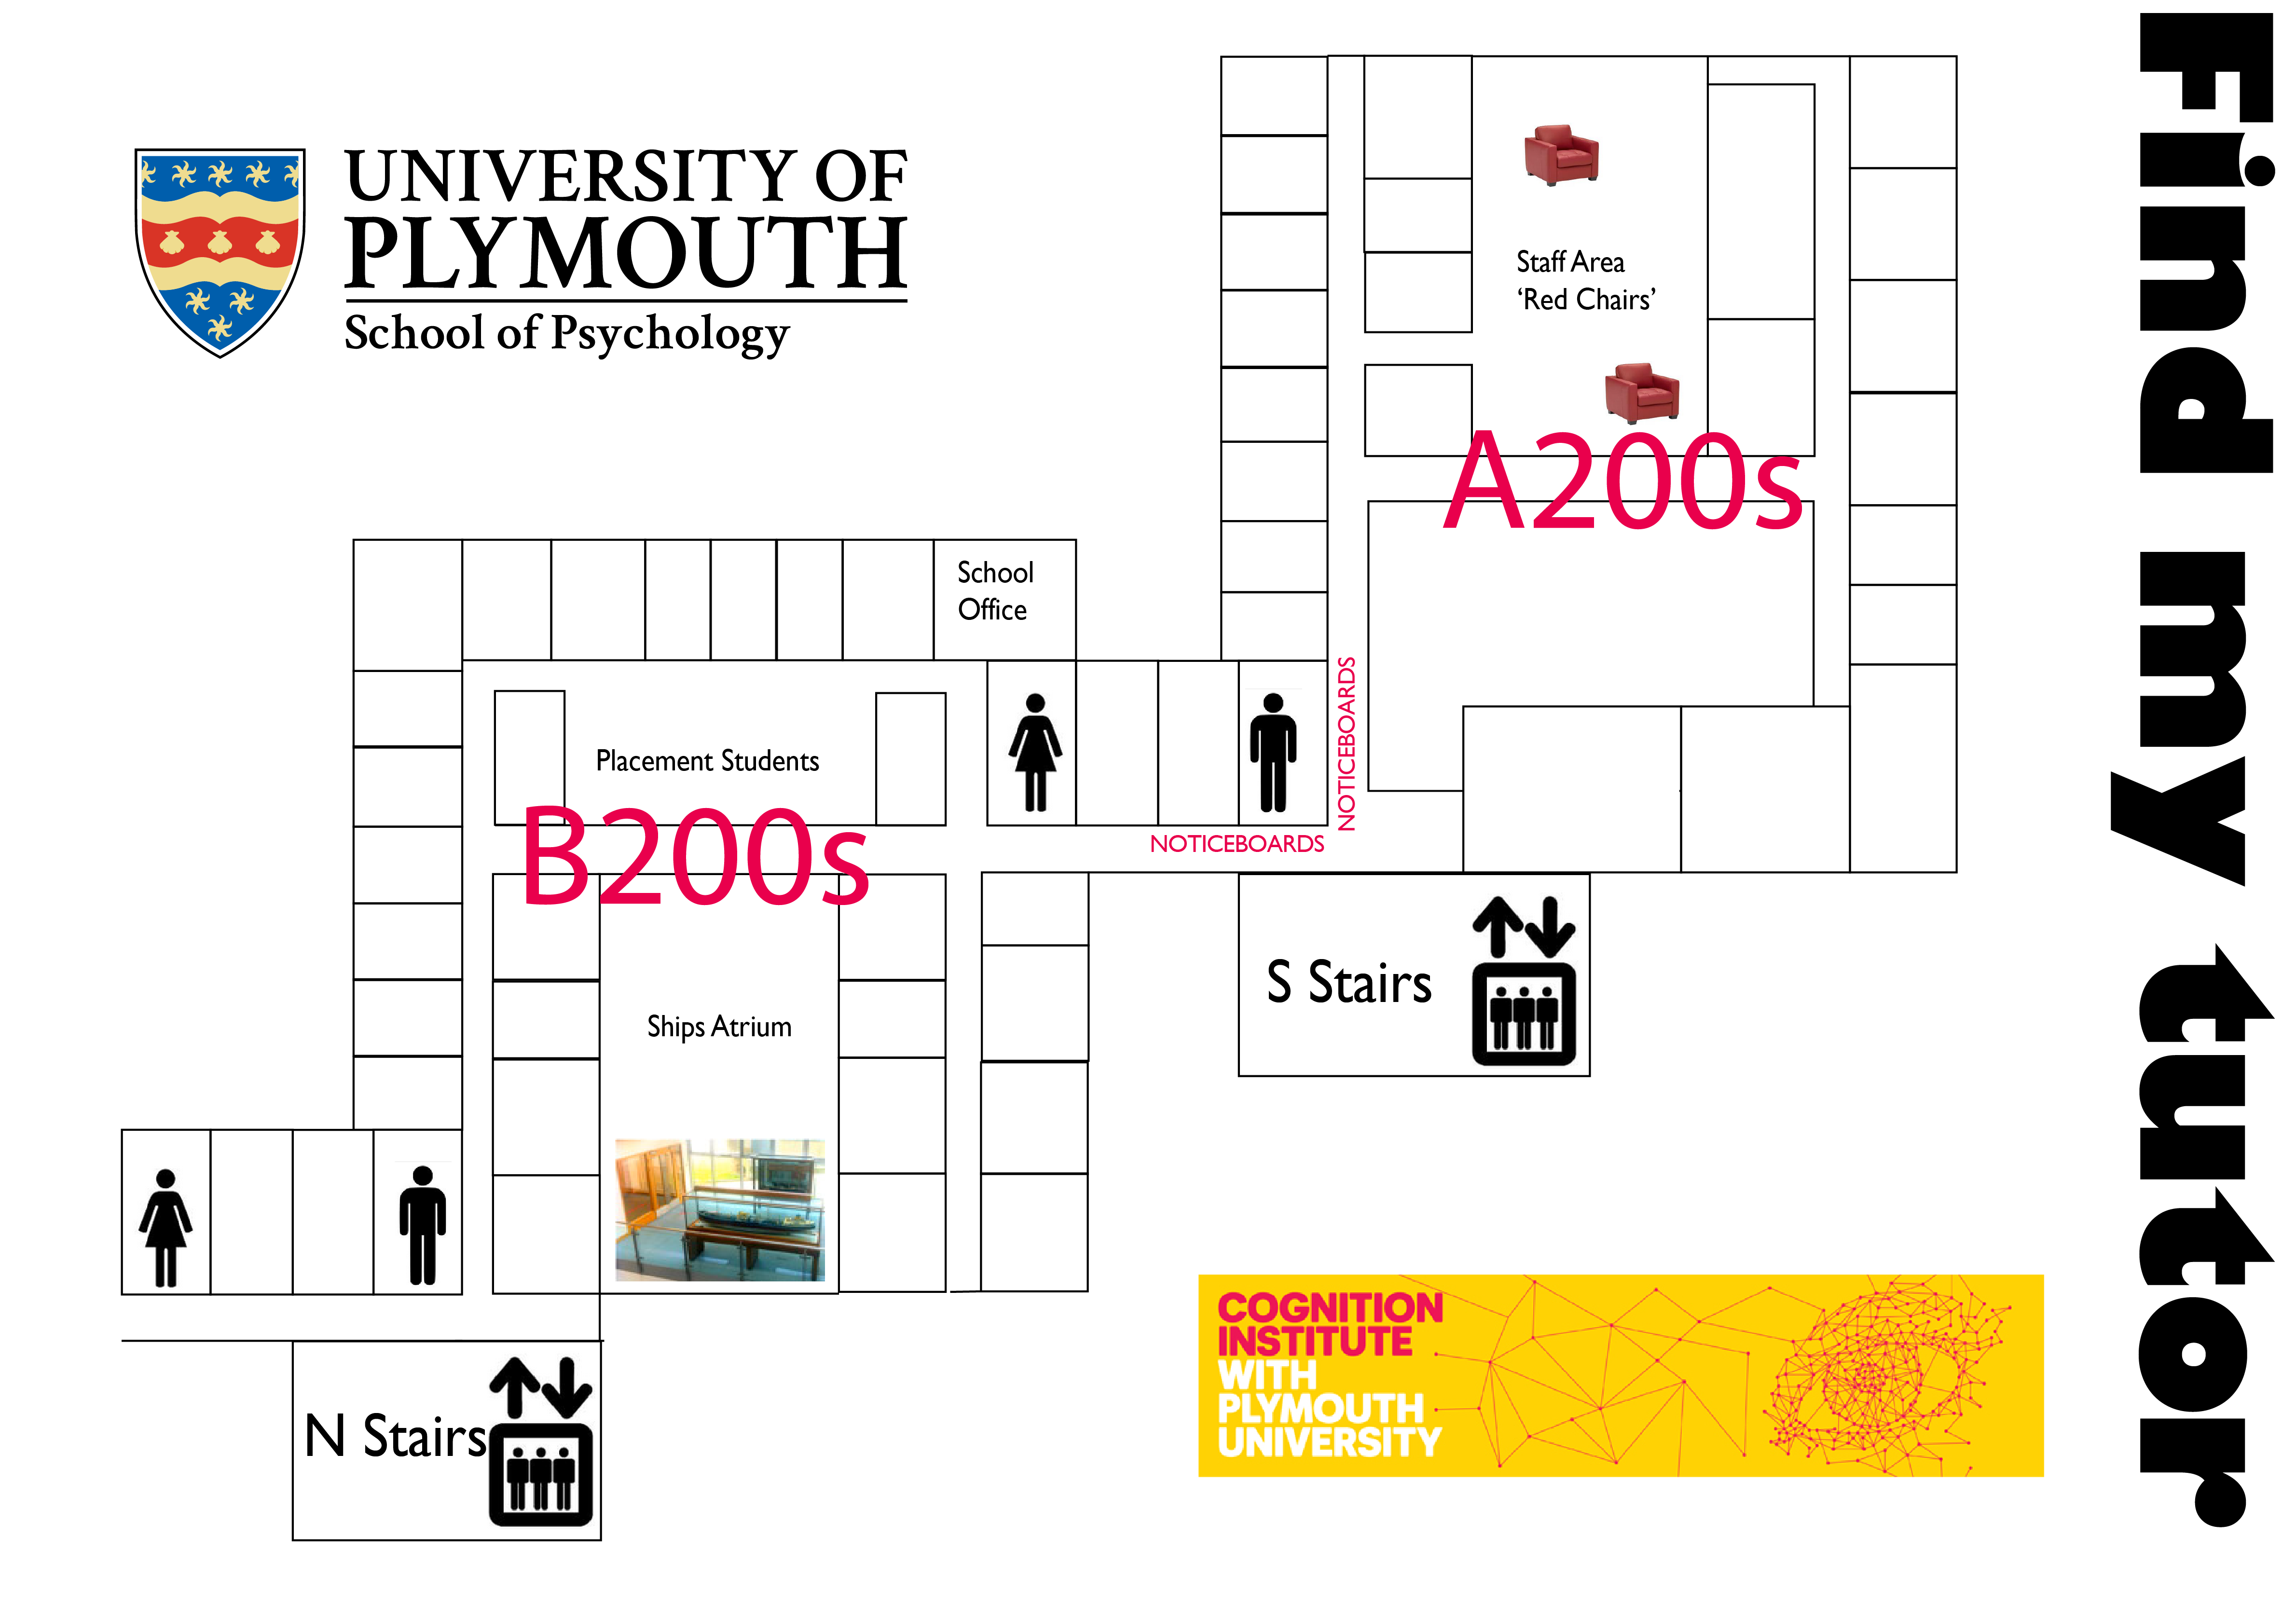 UNIVERSITY OF
PLYMOUTH
School of Psychology
Staff Area
‘Red Chairs’
A200s
School
Office
Placement Students
B200s
NOTICEBOARDS
NOTICEBOARDS
S Stairs
Ships Atrium
N Stairs
COGNITION
INSTITUTE
WITH
PLYMOUTH
UNIVERSITY
Find my tutor